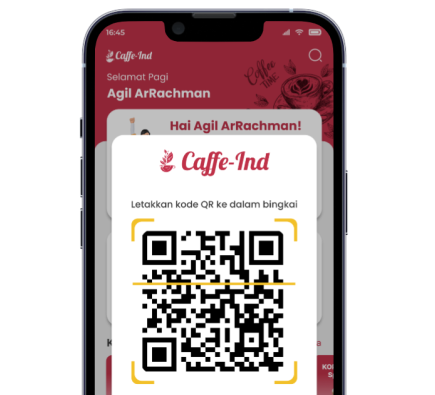 16:45
Caffe-Ind
Selamat Pagi
Agil ArRachman
Coffee
TIME
Hai Agil ArRachman!
Caffe-Ind
Letakkan kode QR ke dalam bingkai